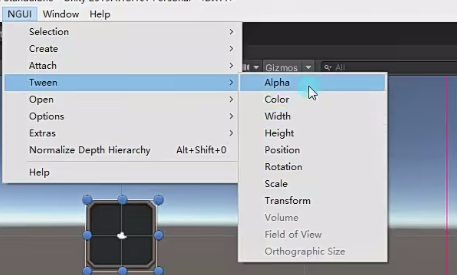 NGUI Window Help
Selection
Create
Attach
Tween
Open
Options
Extras
Normalize Depth Hierarchy Alt+Shift+0
Help
Gizmos All
Alpha
Color
Width
Height
Position
Rotation
Scale
Transform
Volume
Field of View
Orthographic Size